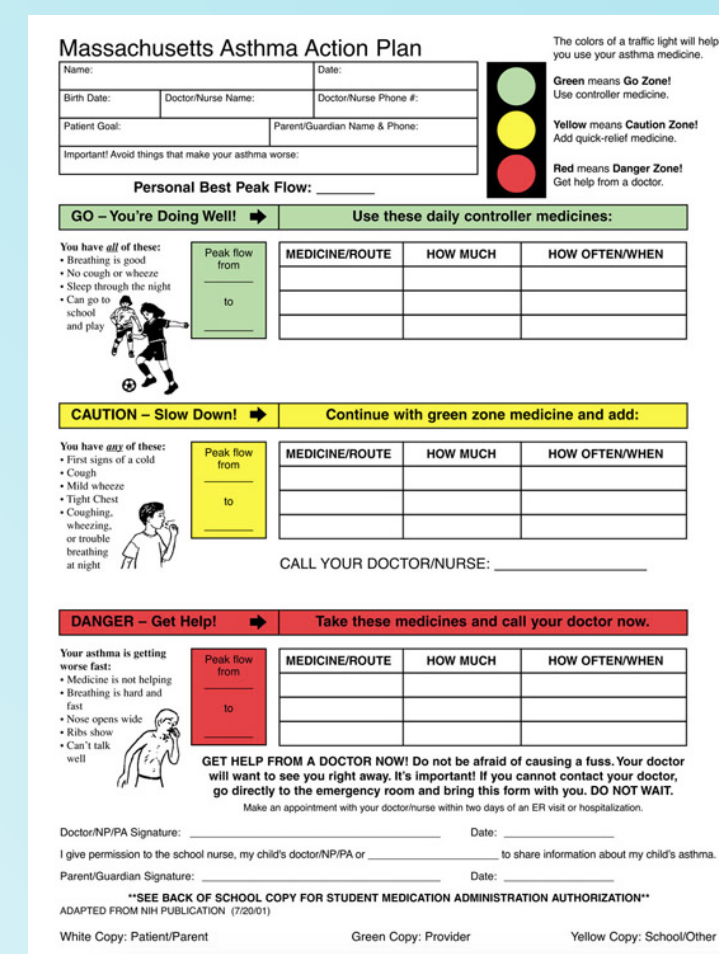 Massachusetts Asthma Action Plan
Name:
Date:
Birth Date:
Doctor/Nurse Name:
Doctor/Nurse Phone #:
Patient Goal:
Parent/Guardian Name & Phone:
Important! Avoid things that make your asthma worse:
Personal Best Peak Flow: _______
The colors of a traffic light will help
you use your asthma medicine.
Green means Go Zone!
Use controller medicine.
Yellow means Caution Zone!
Add quick-relief medicine.
Red means Danger Zone!
Get help from a doctor.
GO – You're Doing Well!
Use these daily controller medicines:
You have all of these:
• Breathing is good
• No cough or wheeze
• Sleep through the night
• Can go to
school
and play
Peak flow
from
to
MEDICINE/ROUTE
HOW MUCH
HOW OFTEN/WHEN
CAUTION – Slow Down!
Continue with green zone medicine and add:
You have any of these:
• First signs of a cold
• Cough
• Mild wheeze
• Tight Chest
• Coughing,
wheezing,
or trouble
breathing
at night
Peak flow
from
to
MEDICINE/ROUTE
HOW MUCH
HOW OFTEN/WHEN
CALL YOUR DOCTOR/NURSE: _______
DANGER – Get Help!
Take these medicines and call your doctor now.
Your asthma is getting
worse fast:
• Medicine is not helping
• Breathing is hard and
fast
• Nose opens wide
• Ribs show
• Can't talk
well
Peak flow
from
to
MEDICINE/ROUTE
HOW MUCH
HOW OFTEN/WHEN
GET HELP FROM A DOCTOR NOW! Do not be afraid of causing a fuss. Your doctor
will want to see you right away. It's important! If you cannot contact your doctor,
go directly to the emergency room and bring this form with you. DO NOT WAIT.
Make an appointment with your doctor/nurse within two days of an ER visit or hospitalization.
Doctor/NP/PA Signature: _______ Date: _______
I give permission to the school nurse, my child's doctor/NP/PA or _______ to share information about my child's asthma.
Parent/Guardian Signature: _______ Date: _______
**SEE BACK OF SCHOOL COPY FOR STUDENT MEDICATION ADMINISTRATION AUTHORIZATION**
ADAPTED FROM NIH PUBLICATION (7/20/01)
White Copy: Patient/Parent
Green Copy: Provider
Yellow Copy: School/Other